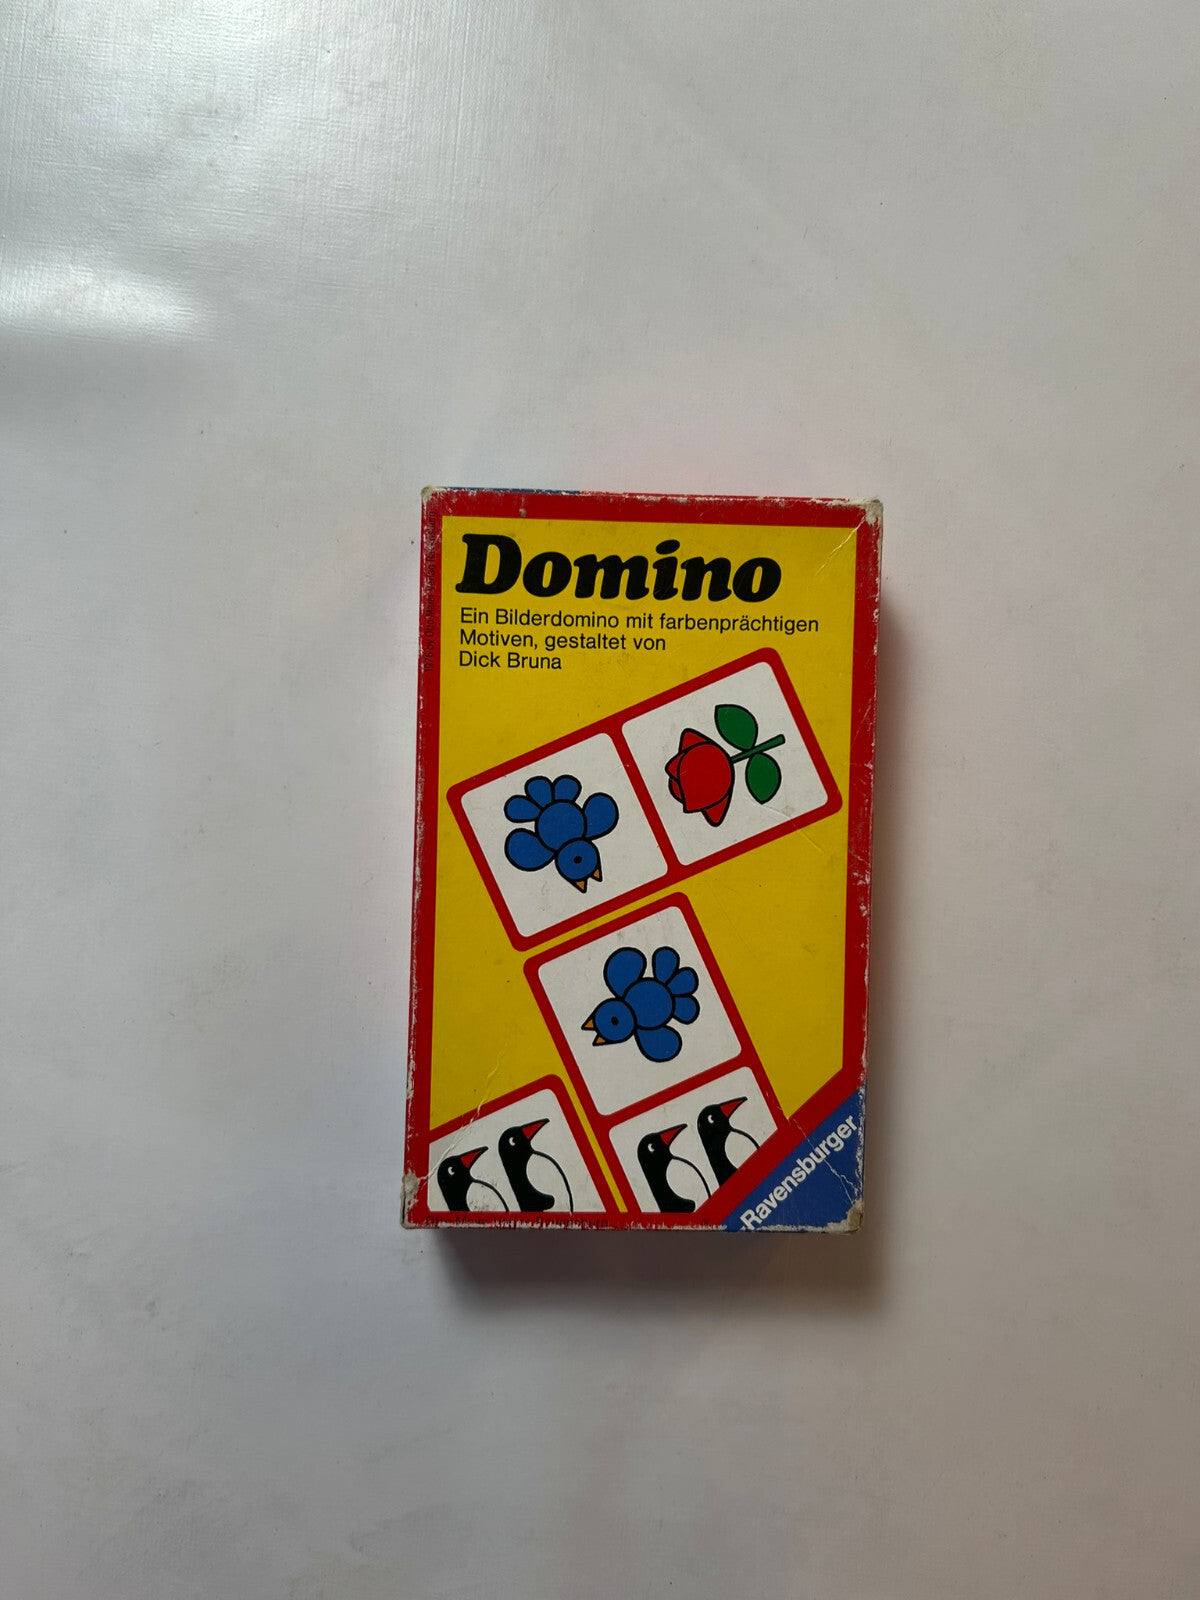 Domino
Ein Bilderdomino mit farbenprächtigen
Motiven, gestaltet von
Dick Bruna
Ravensburger